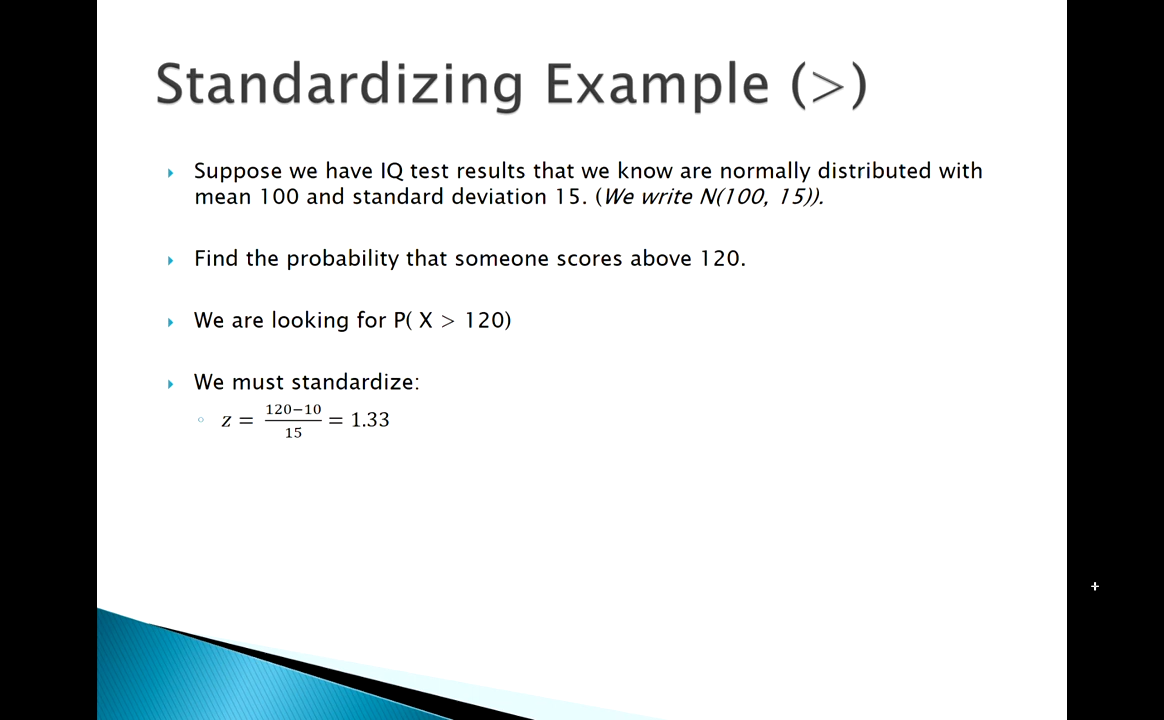 Standardizing Example (>)
Suppose we have IQ test results that we know are normally distributed with
mean 100 and standard deviation 15. (We write N(100, 15)).
Find the probability that someone scores above 120.
We are looking for P( X > 120)
We must standardize:
z = \frac{120−10}{15} = 1.33